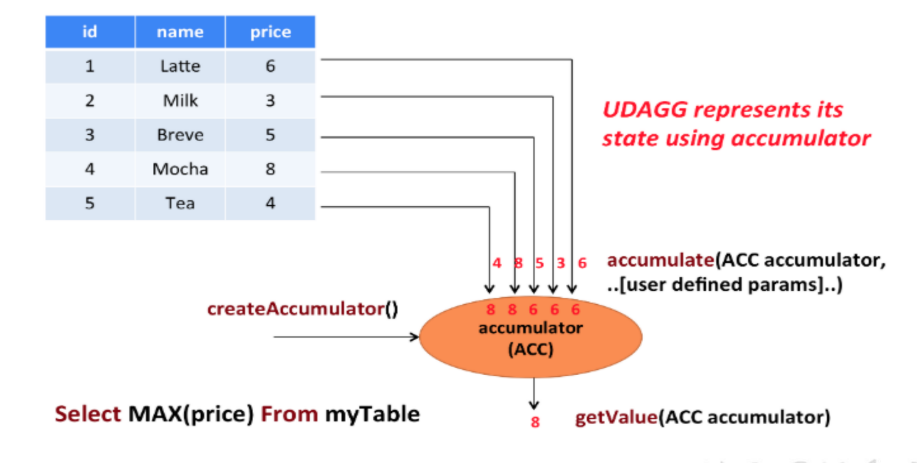 id name price
1 Latte 6
2 Milk 3
3 Breve 5
4 Mocha 8
5 Tea 4
UDAGG represents its
state using accumulator
4 8 5 3 6
accumulate(ACC accumulator,
..[user defined params]..)
createAccumulator()
8 8 6 6 6
accumulator
(ACC)
Select MAX(price) From myTable
8
getValue(ACC accumulator)